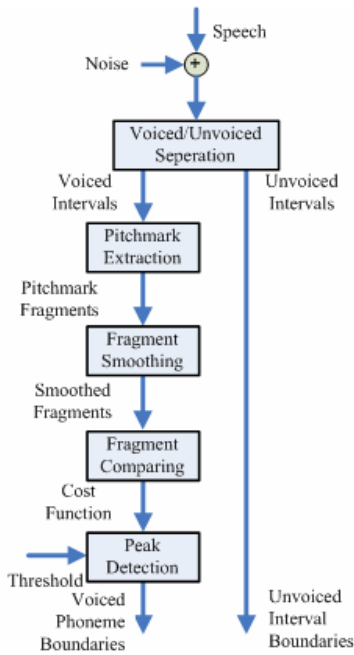 Speech
Noise
+
Voiced/Unvoiced
Seperation
Voiced
Intervals
Unvoiced
Intervals
Pitchmark
Extraction
Pitchmark
Fragments
Fragment
Smoothing
Smoothed
Fragments
Fragment
Comparing
Cost
Function
Peak
Detection
Threshold
Voiced
Phoneme
Boundaries
Unvoiced
Interval
Boundaries